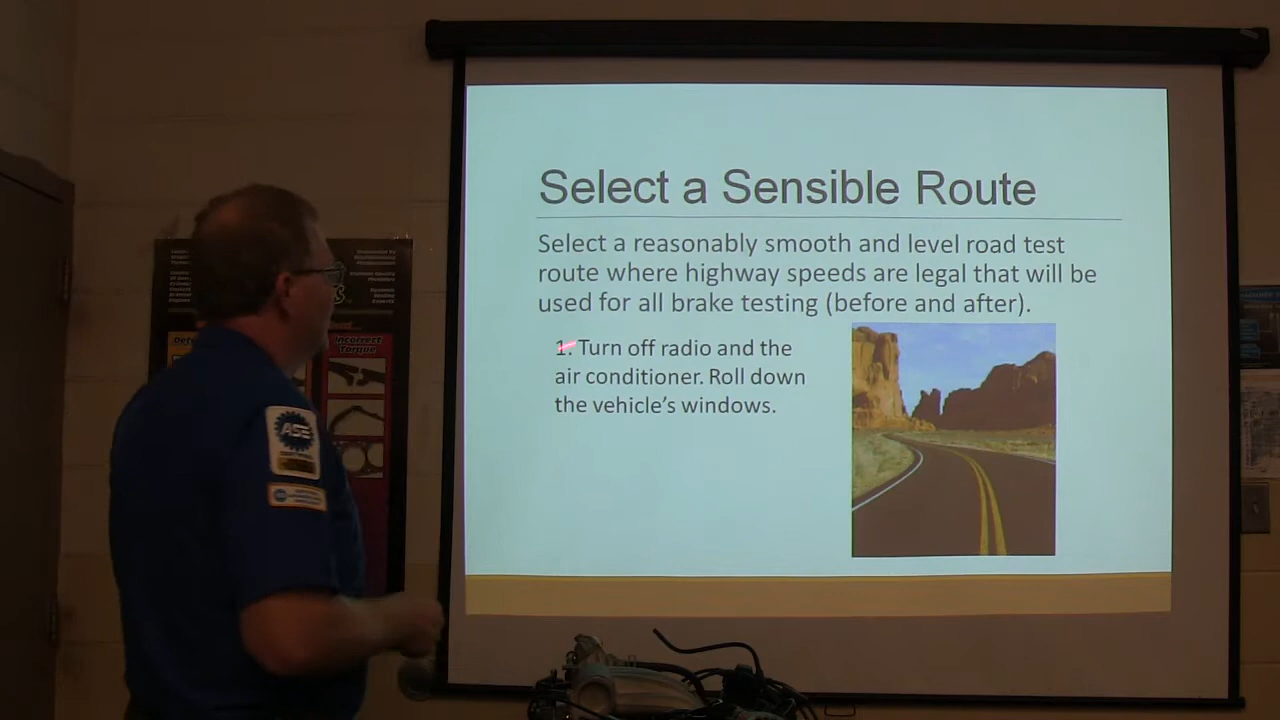 Select a Sensible Route
Select a reasonably smooth and level road test
route where highway speeds are legal that will be
used for all brake testing (before and after).
1. Turn off radio and the
air conditioner. Roll down
the vehicle's windows.
Incorrect
Torque
ASE